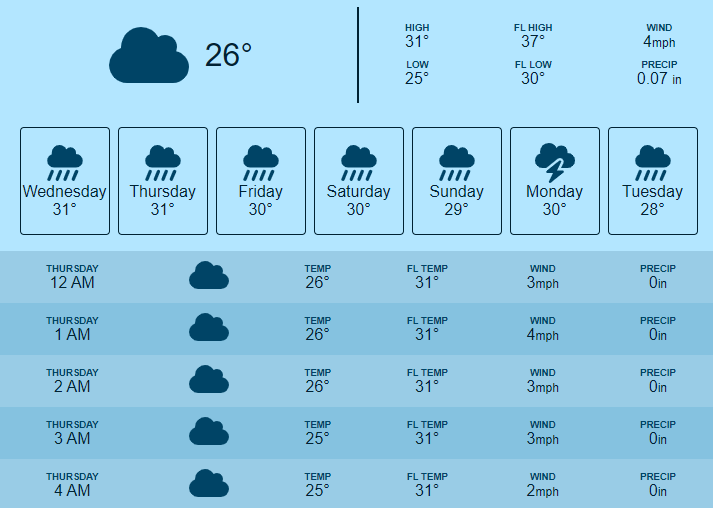 26°
HIGH FL HIGH WIND
31° 37° 4mph
LOW FL LOW PRECIP
25° 30° 0.07 in
Wednesday Thursday Friday Saturday Sunday Monday Tuesday
31° 31° 30° 30° 29° 30° 28°
THURSDAY TEMP FL TEMP WIND PRECIP
12 AM 26° 31° 3mph 0in
THURSDAY TEMP FL TEMP WIND PRECIP
1 AM 26° 31° 4mph 0in
THURSDAY TEMP FL TEMP WIND PRECIP
2 AM 26° 31° 3mph 0in
THURSDAY TEMP FL TEMP WIND PRECIP
3 AM 25° 31° 3mph 0in
THURSDAY TEMP FL TEMP WIND PRECIP
4 AM 25° 31° 2mph 0in